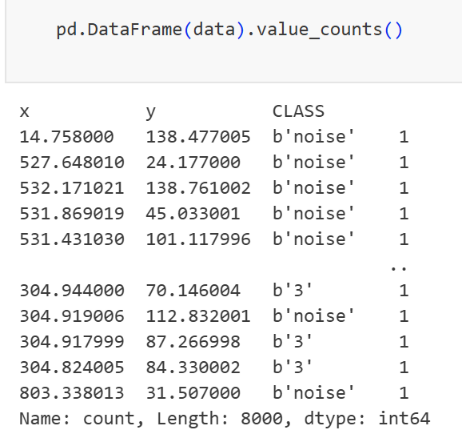 pd.DataFrame(data).value_counts()
x y CLASS
14.758000 138.477005 b'noise' 1
527.648010 24.177000 b'noise' 1
532.171021 138.761002 b'noise' 1
531.869019 45.033001 b'noise' 1
531.431030 101.117996 b'noise' 1
..
304.944000 70.146004 b'3' 1
304.919006 112.832001 b'noise' 1
304.917999 87.266998 b'3' 1
304.824005 84.330002 b'3' 1
803.338013 31.507000 b'noise' 1
Name: count, Length: 8000, dtype: int64